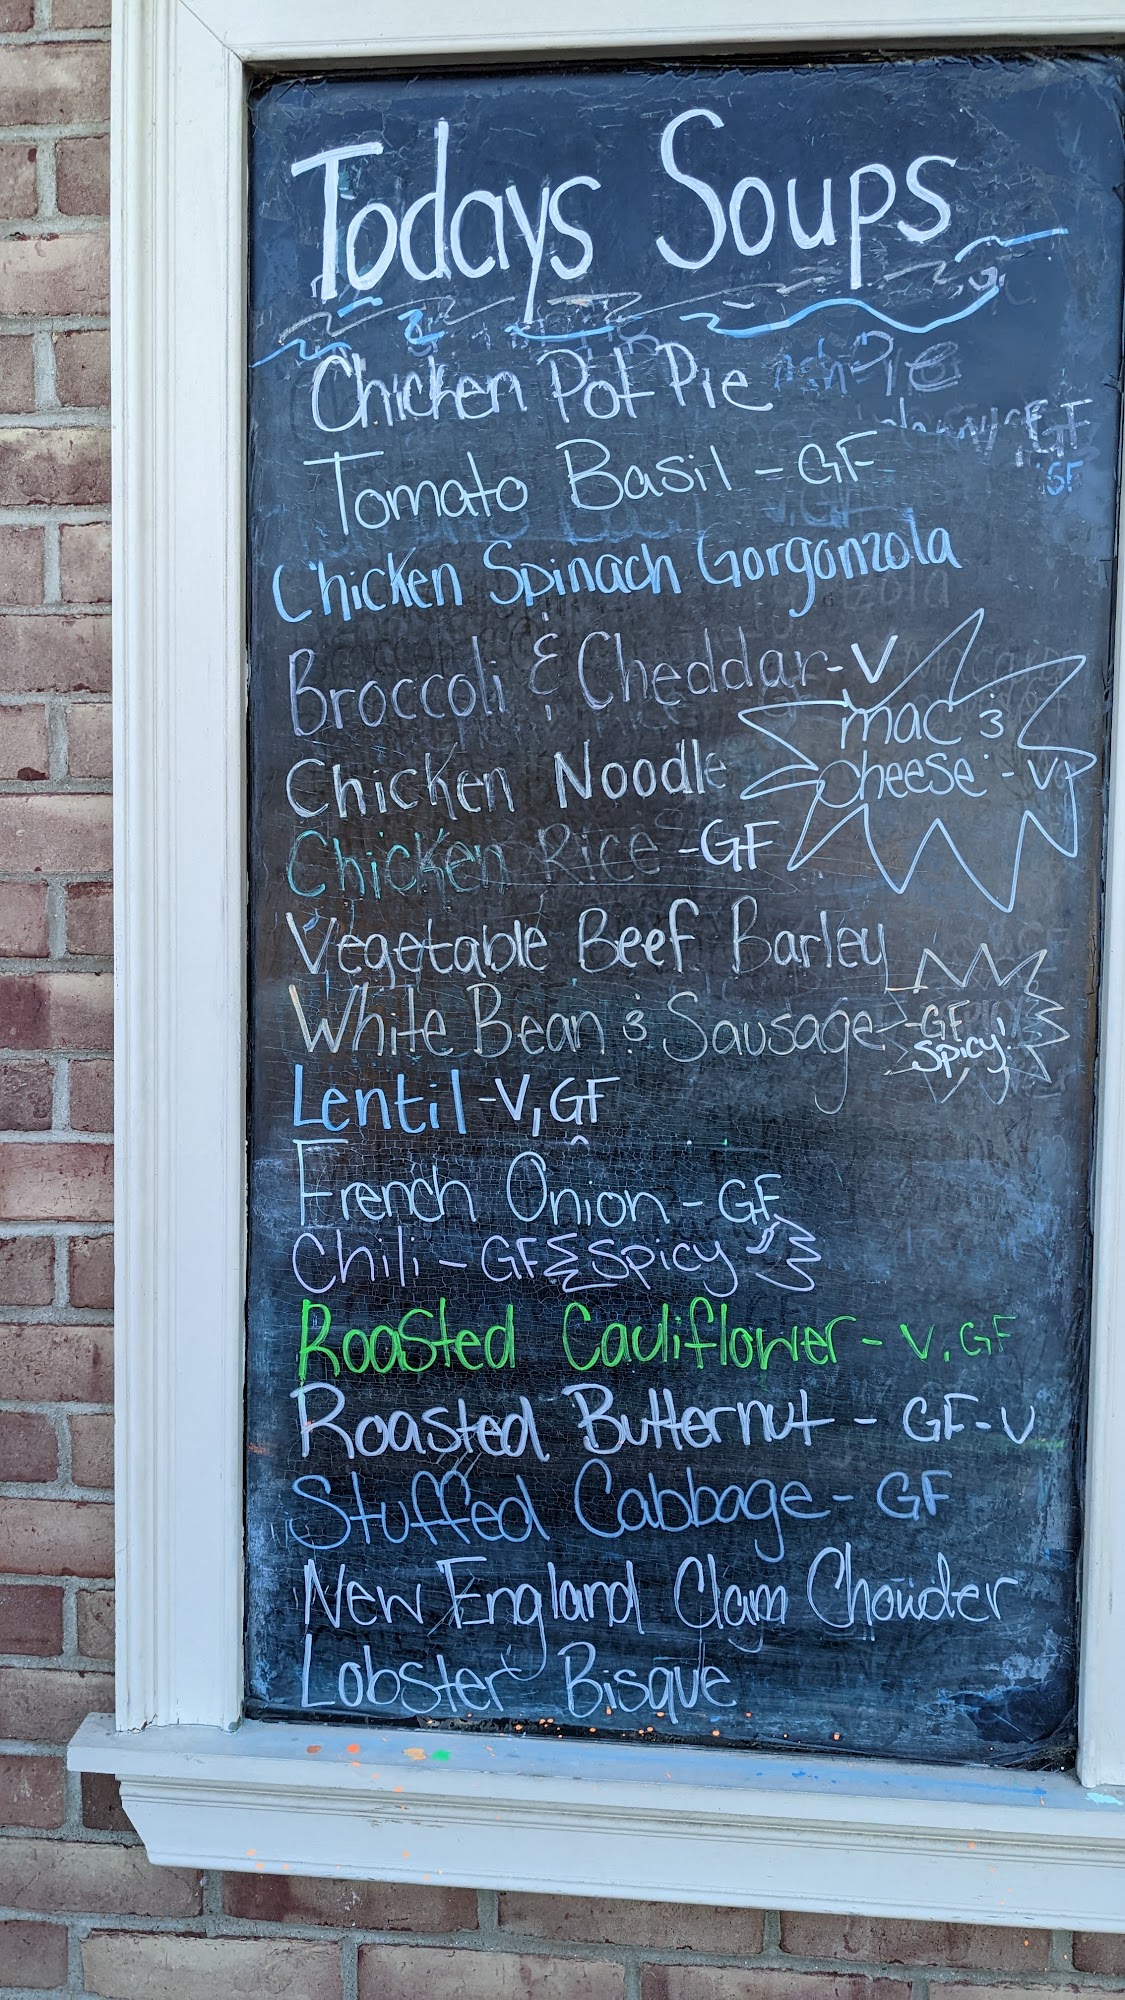 Todays Soups
Chicken Pot Pie
Tomato Basil - GF
Chicken Spinach Gorgonzola
Broccoli & Cheddar - V
mac &
cheese - V
Chicken Noodle
Chicken Rice - GF
Vegetable Beef Barley
White Bean & Sausage - GF
Spicy!
Lentil - V, GF
French Onion - GF
Chili - GF Spicy
Roasted Cauliflower - V, GF
Roasted Butternut - GF - V
Stuffed Cabbage - GF
New England Clam Chowder
Lobster Bisque